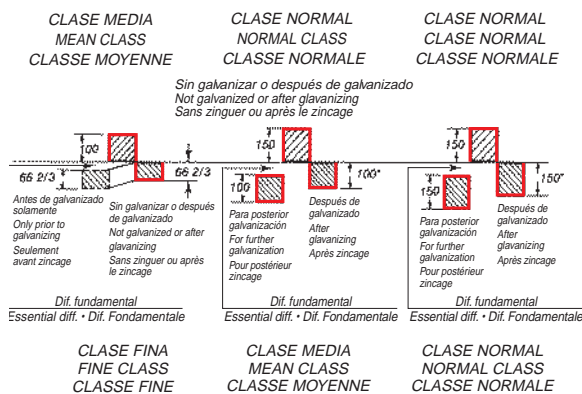 CLASE MEDIA
MEAN CLASS
CLASSE MOYENNE
CLASE NORMAL
NORMAL CLASS
CLASSE NORMALE
CLASE NORMAL
CLASE NORMAL
CLASSE NORMALE
Sin galvanizar o después de galvanizado
Not galvanized or after glavanizing
Sans zinguer ou après le zincage
100
66 2/3
66 2/3
Antes de galvanizado
solamente
Only prior to
galvanizing
Seulement
avant zincage
Sin galvanizar o después
de galvanizado
Not galvanized or after
glavanizing
Sans zinguer ou après
le zincage
150
100
100"
Para posterior
galvanización
For further
galvanization
Pour postérieur
zincage
Después de
galvanizado
After
glavanizing
Après zincage
150
150
150"
Para posterior
galvanización
For further
galvanization
Pour postérieur
zincage
Después de
galvanizado
After
glavanizing
Après zincage
Dif. fundamental
Essential diff. • Dif. Fondamentale
Dif. fundamental
Essential diff. • Dif. Fondamentale
Dif. fundamental
Essential diff. • Dif. Fondamentale
CLASE FINA
FINE CLASS
CLASSE FINE
CLASE MEDIA
MEAN CLASS
CLASSE MOYENNE
CLASE NORMAL
NORMAL CLASS
CLASSE NORMALE